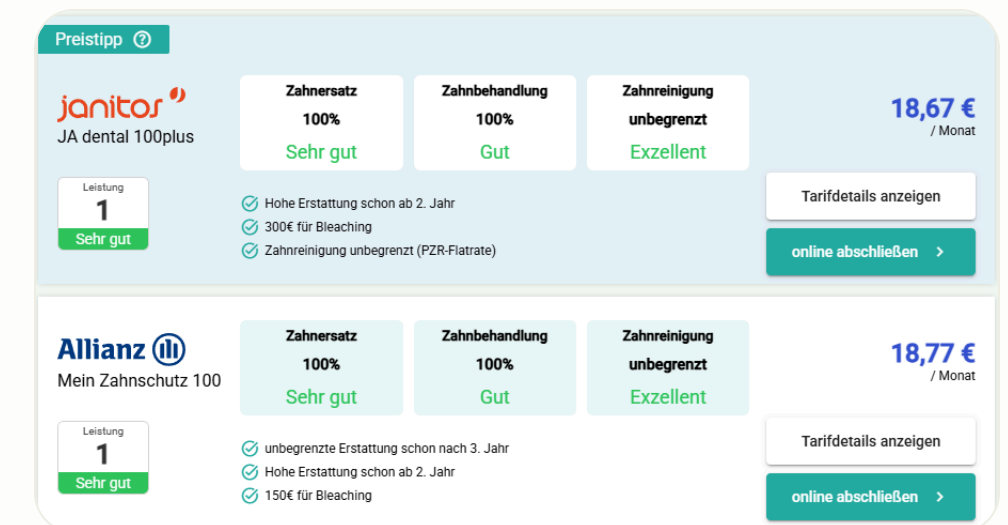 Preistipp ?
janitos
JA dental 100plus
Leistung
1
Sehr gut
Zahnersatz
100%
Sehr gut
Zahnbehandlung
100%
Gut
Zahnreinigung
unbegrenzt
Exzellent
Hohe Erstattung schon ab 2. Jahr
300€ für Bleaching
Zahnreinigung unbegrenzt (PZR-Flatrate)
18,67 €
/ Monat
Tarifdetails anzeigen
online abschließen >
Allianz
Mein Zahnschutz 100
Leistung
1
Sehr gut
Zahnersatz
100%
Sehr gut
Zahnbehandlung
100%
Gut
Zahnreinigung
unbegrenzt
Exzellent
unbegrenzte Erstattung schon nach 3. Jahr
Hohe Erstattung schon ab 2. Jahr
150€ für Bleaching
18,77 €
/ Monat
Tarifdetails anzeigen
online abschließen >